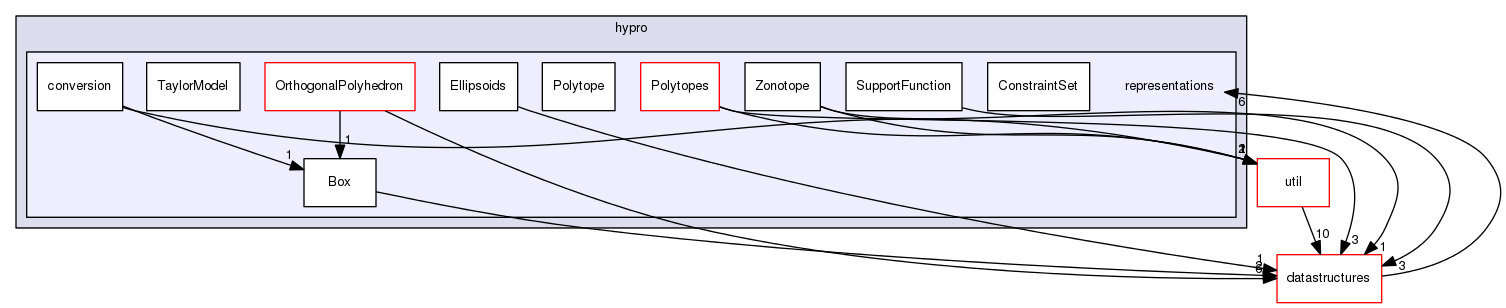 hypro
conversion
TaylorModel
OrthogonalPolyhedron
Ellipsoids
Polytope
Polytopes
Zonotope
SupportFunction
ConstraintSet
representations
6
1
1
Box
util
10
3
1
3
1
datastructures